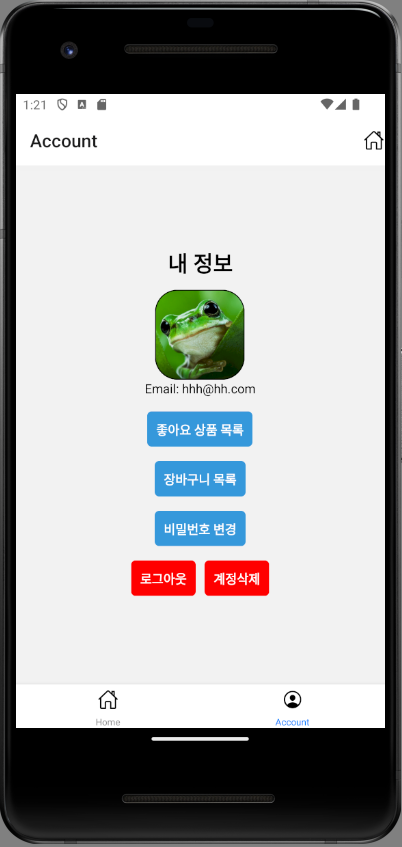 1:21
Account
내 정보
Email: hhh@hh.com
좋아요 상품 목록
장바구니 목록
비밀번호 변경
로그아웃 계정삭제
Home Account